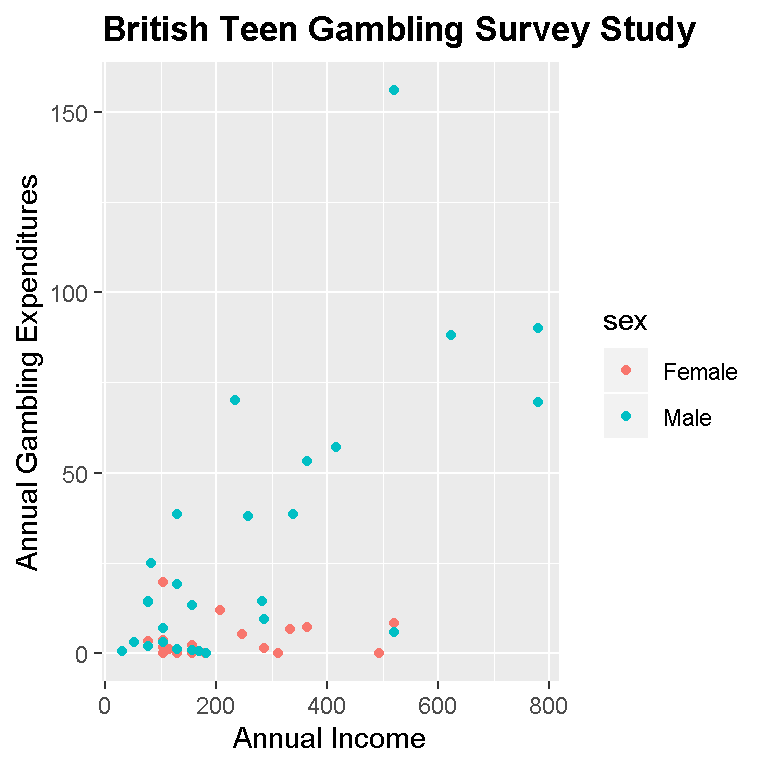 British Teen Gambling Survey Study
Annual Gambling Expenditures
150
100
50
0
0 200 400 600 800
Annual Income
sex
Female
Male